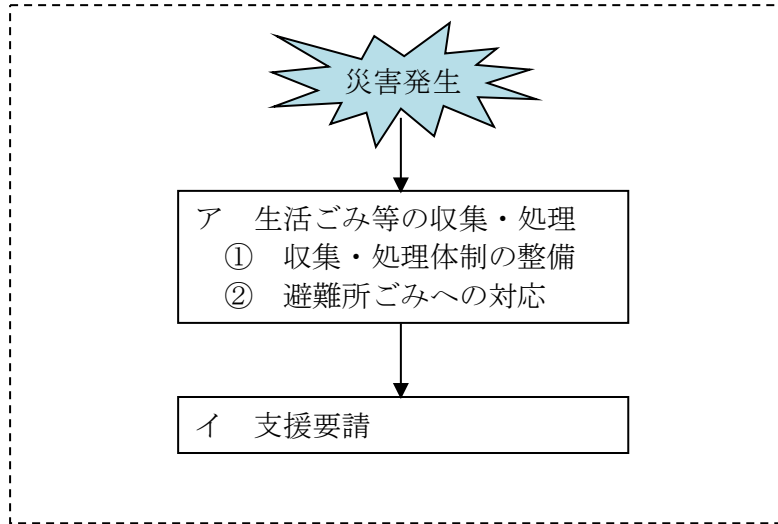 災害発生
ア　生活ごみ等の収集・処理
①　収集・処理体制の整備
②　避難所ごみへの対応
イ　支援要請